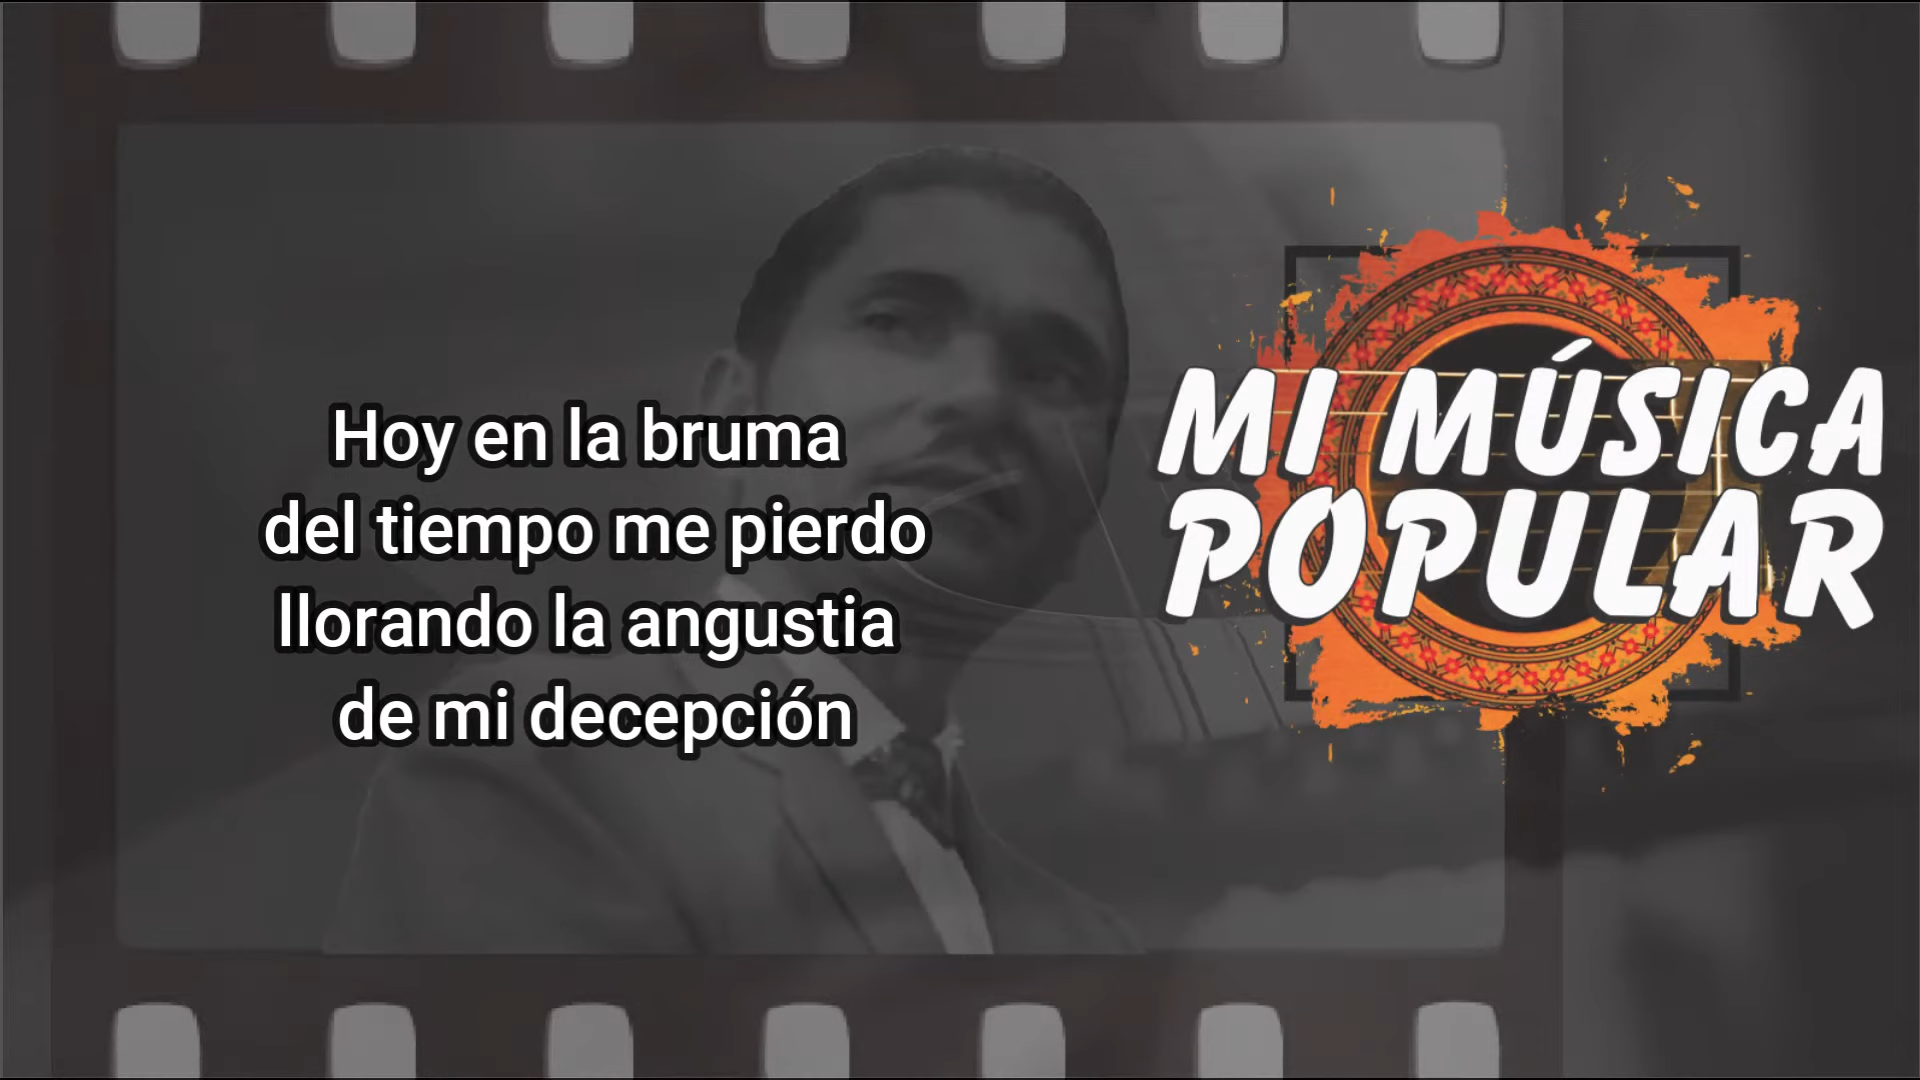 Hoy en la bruma
del tiempo me pierdo
llorando la angustia
de mi decepción
MI MÚSICA
POPULAR